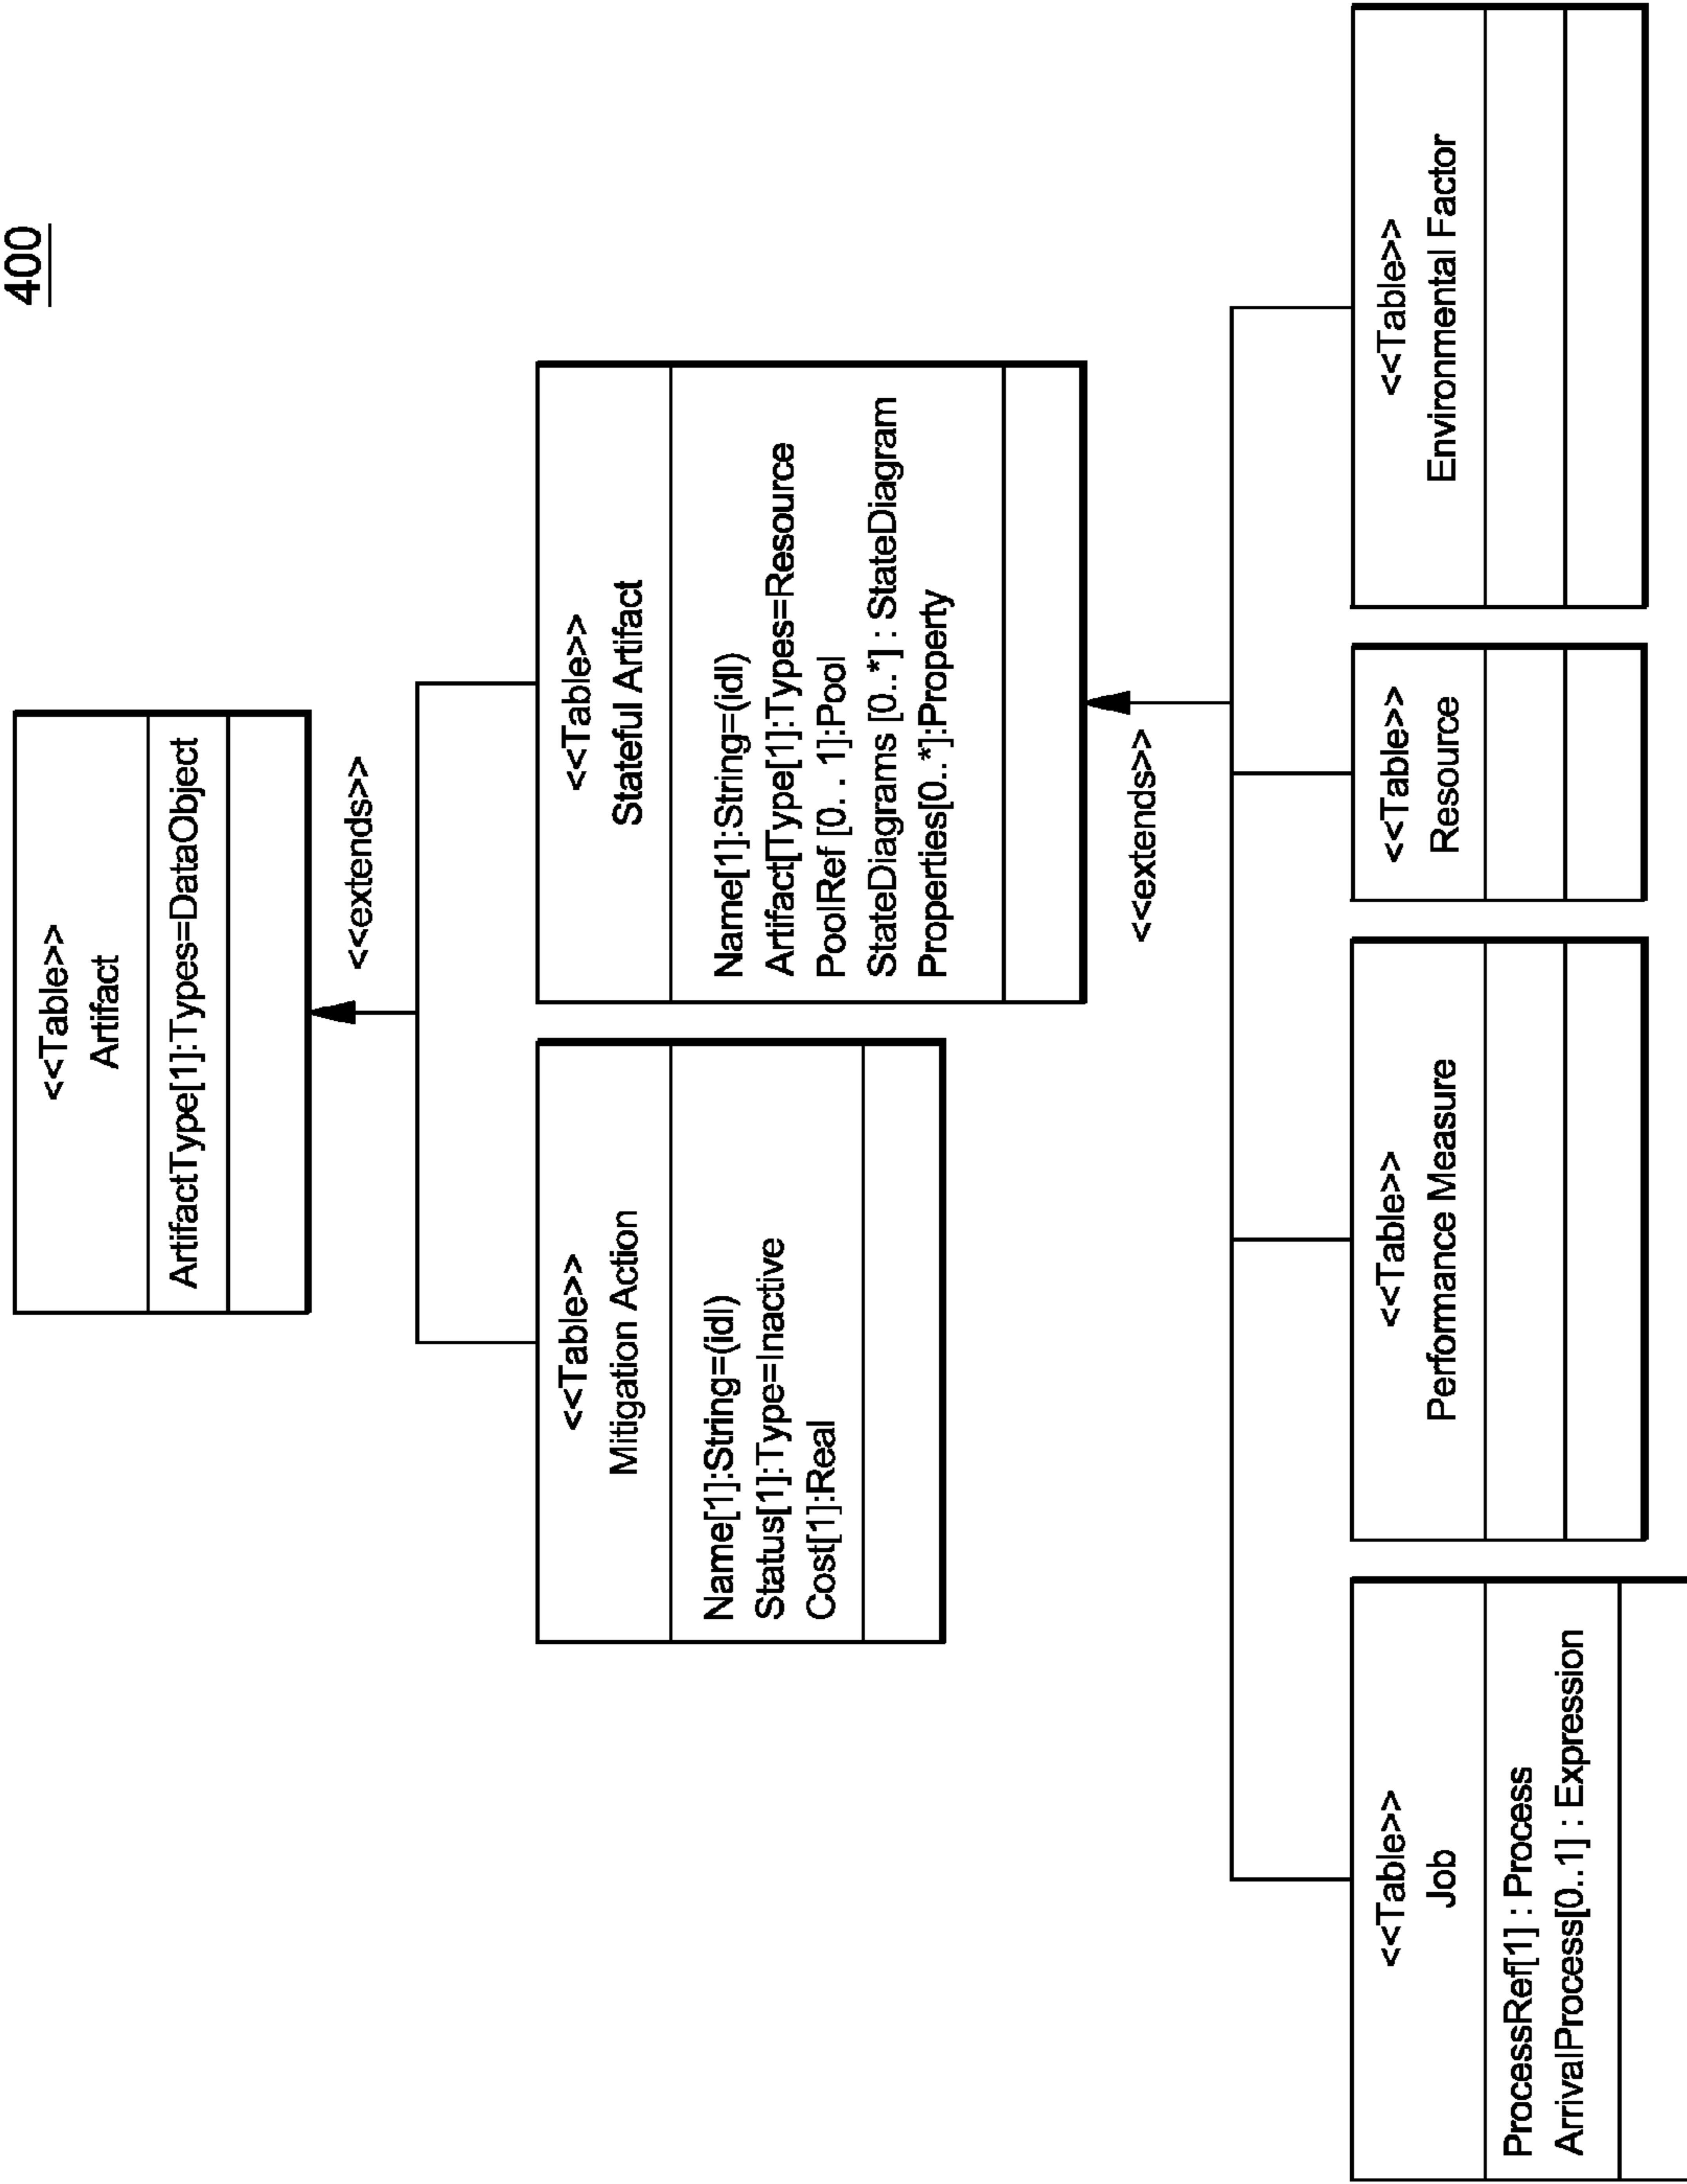 400
<<Table>>
Artifact
ArtifactType[1]:Types=DataObject
<<extends>>
<<Table>>
Mitigation Action
Name[1]:String=(idl)
Status[1]:Type=Inactive
Cost[1]:Real
<<Table>>
Stateful Artifact
Name[1]:String=(idl)
Artifact[Type[1]:Types=Resource
PoolRef [0. . 1]:Pool
StateDiagrams [0..*] : StateDiagram
Properties[0..*]:Property
<<extends>>
<<Table>>
Job
ProcessRef[1] : Process
ArrivalProcess[0..1] : Expression
<<Table>>
Performance Measure
<<Table>>
Resource
<<Table>>
Environmental Factor